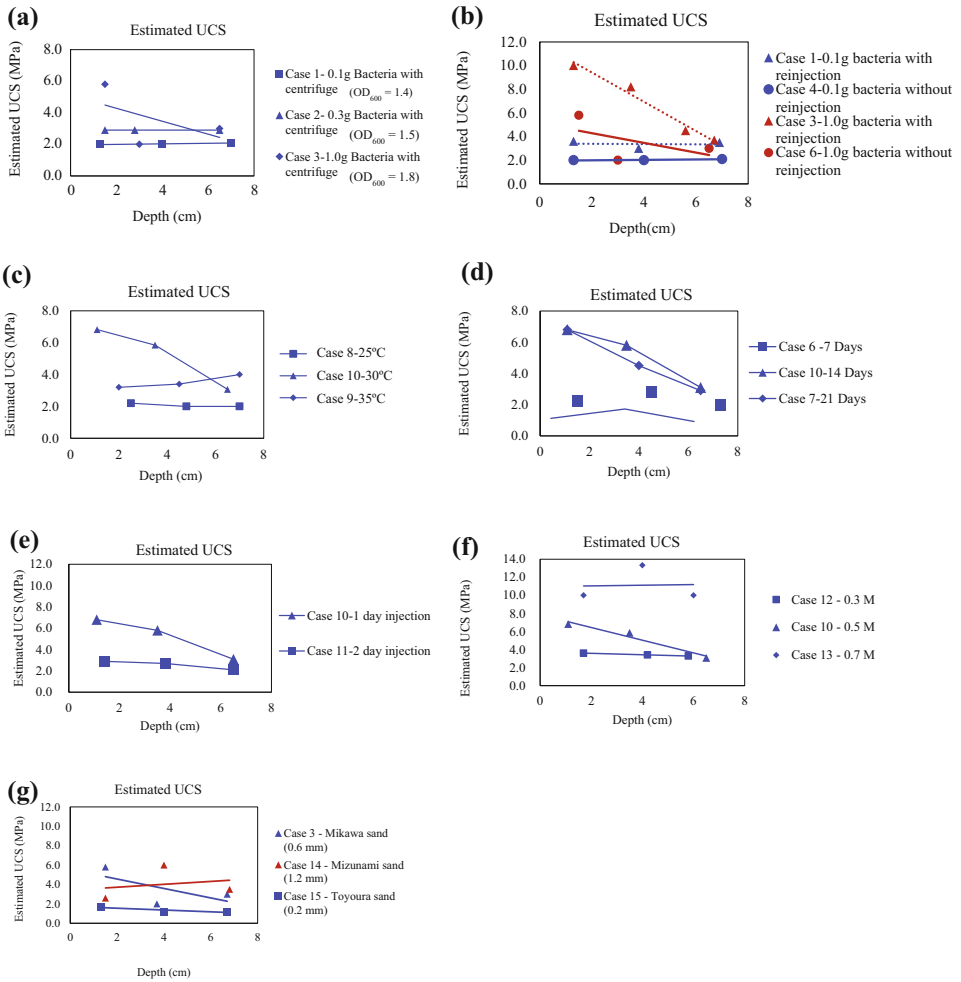 (a)
Estimated UCS
Estimated UCS (MPa)
8.0
6.0
4.0
2.0
0.0
0 2 4 6 8
Depth (cm)
Case 1- 0.1g Bacteria with
centrifuge (OD600 = 1.4)
Case 2- 0.3g Bacteria with
centrifuge (OD600 = 1.5)
Case 3-1.0g Bacteria with
centrifuge (OD600 = 1.8)
(b)
Estimated UCS
Estimated UCS (MPa)
10.0
8.0
6.0
4.0
2.0
0.0
0 2 4 6 8
Depth(cm)
Case 1-0.1g bacteria with
reinjection
Case 4-0.1g bacteria without
reinjection
Case 3-1.0g bacteria with
reinjection
Case 6-1.0g bacteria without
reinjection
(c)
Estimated UCS
Estimated UCS (MPa)
8.0
6.0
4.0
2.0
0.0
0 2 4 6 8
Depth (cm)
Case 8-25ºC
Case 10-30ºC
Case 9-35ºC
(d)
Estimated UCS
Estimated UCS (MPa)
8.0
6.0
4.0
2.0
0.0
0 2 4 6 8
Depth (cm)
Case 6 -7 Days
Case 10-14 Days
Case 7-21 Days
(e)
Estimated UCS
Estimated UCS (MPa)
12.0
10.0
8.0
6.0
4.0
2.0
0.0
0 2 4 6 8
Depth (cm)
Case 10-1 day injection
Case 11-2 day injection
(f)
Estimated UCS
Estimated UCS (MPa)
14.0
12.0
10.0
8.0
6.0
4.0
2.0
0.0
0 2 4 6 8
Depth (cm)
Case 12 - 0.3 M
Case 10 - 0.5 M
Case 13 - 0.7 M
(g)
Estimated UCS
Estimated UCS (MPa)
12.0
10.0
8.0
6.0
4.0
2.0
0.0
0 2 4 6 8
Depth (cm)
Case 3 - Mikawa sand
(0.6 mm)
Case 14 - Mizunami sand
(1.2 mm)
Case 15 - Toyoura sand
(0.2 mm)